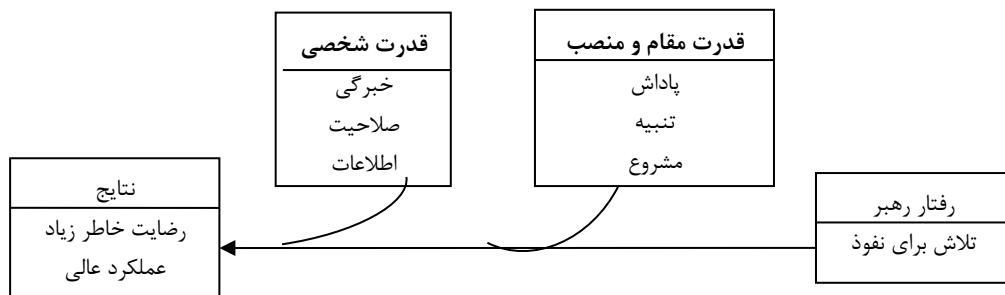 قدرت مقام و منصب
پاداش
تنبیه
مشروع
قدرت شخصی
خبرگی
صلاحیت
اطلاعات
رفتار رهبر
تلاش برای نفوذ
نتایج
رضایت خاطر زیاد
عملکرد عالی